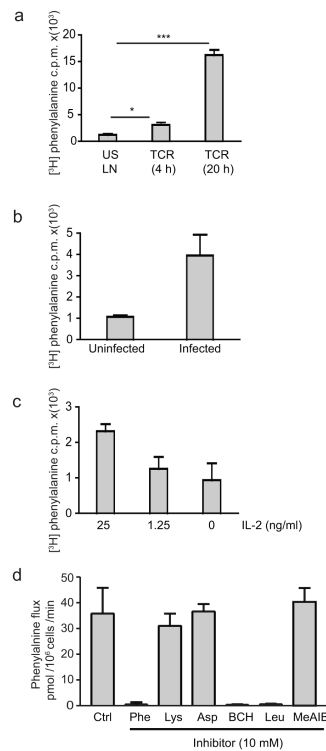 a
[³H] phenylalanine c.p.m. x(10³)
20
15
10
5
0
***
*
US LN
TCR (4 h)
TCR (20 h)
b
[³H] phenylalanine c.p.m. x(10³)
5
4
3
2
1
0
Uninfected
Infected
c
[³H] phenylalanine c.p.m. x(10³)
3
2
1
0
25
1.25
0
IL-2 (ng/ml)
d
Phenylalnine flux
pmol /10⁶ cells /min
50
40
30
20
10
0
Ctrl
Phe
Lys
Asp
BCH
Leu
MeAIB
Inhibitor (10 mM)